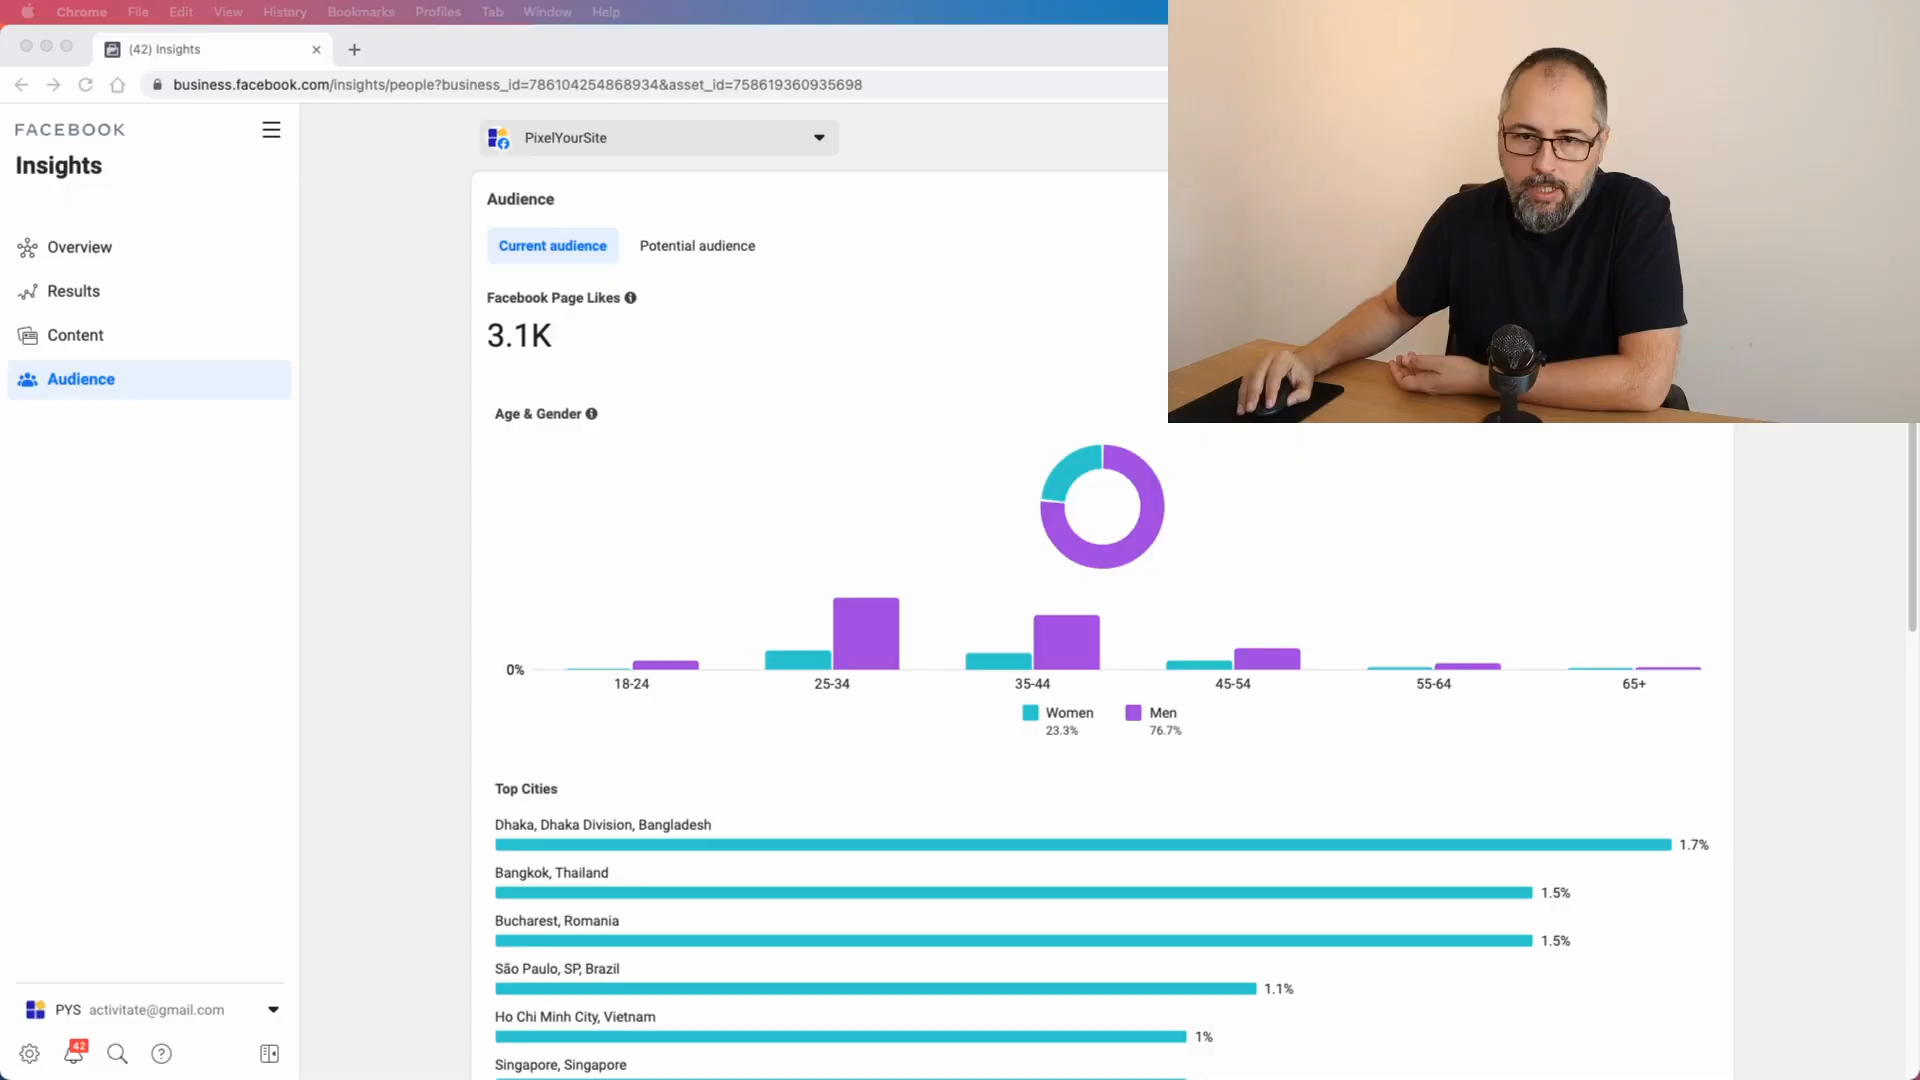 Chrome File Edit View History Bookmarks Profiles Tab Window Help
(42) Insights
business.facebook.com/insights/people?business_id=786104254868934&asset_id=758619360935698
FACEBOOK
Insights
Overview
Results
Content
Audience
PYS activitate@gmail.com
42
PixelYourSite
Audience
Current audience Potential audience
Facebook Page Likes
3.1K
Age & Gender
0%
18-24 25-34 35-44 45-54 55-64 65+
Women Men
23.3% 76.7%
Top Cities
Dhaka, Dhaka Division, Bangladesh
1.7%
Bangkok, Thailand
1.5%
Bucharest, Romania
1.5%
São Paulo, SP, Brazil
1.1%
Ho Chi Minh City, Vietnam
1%
Singapore, Singapore